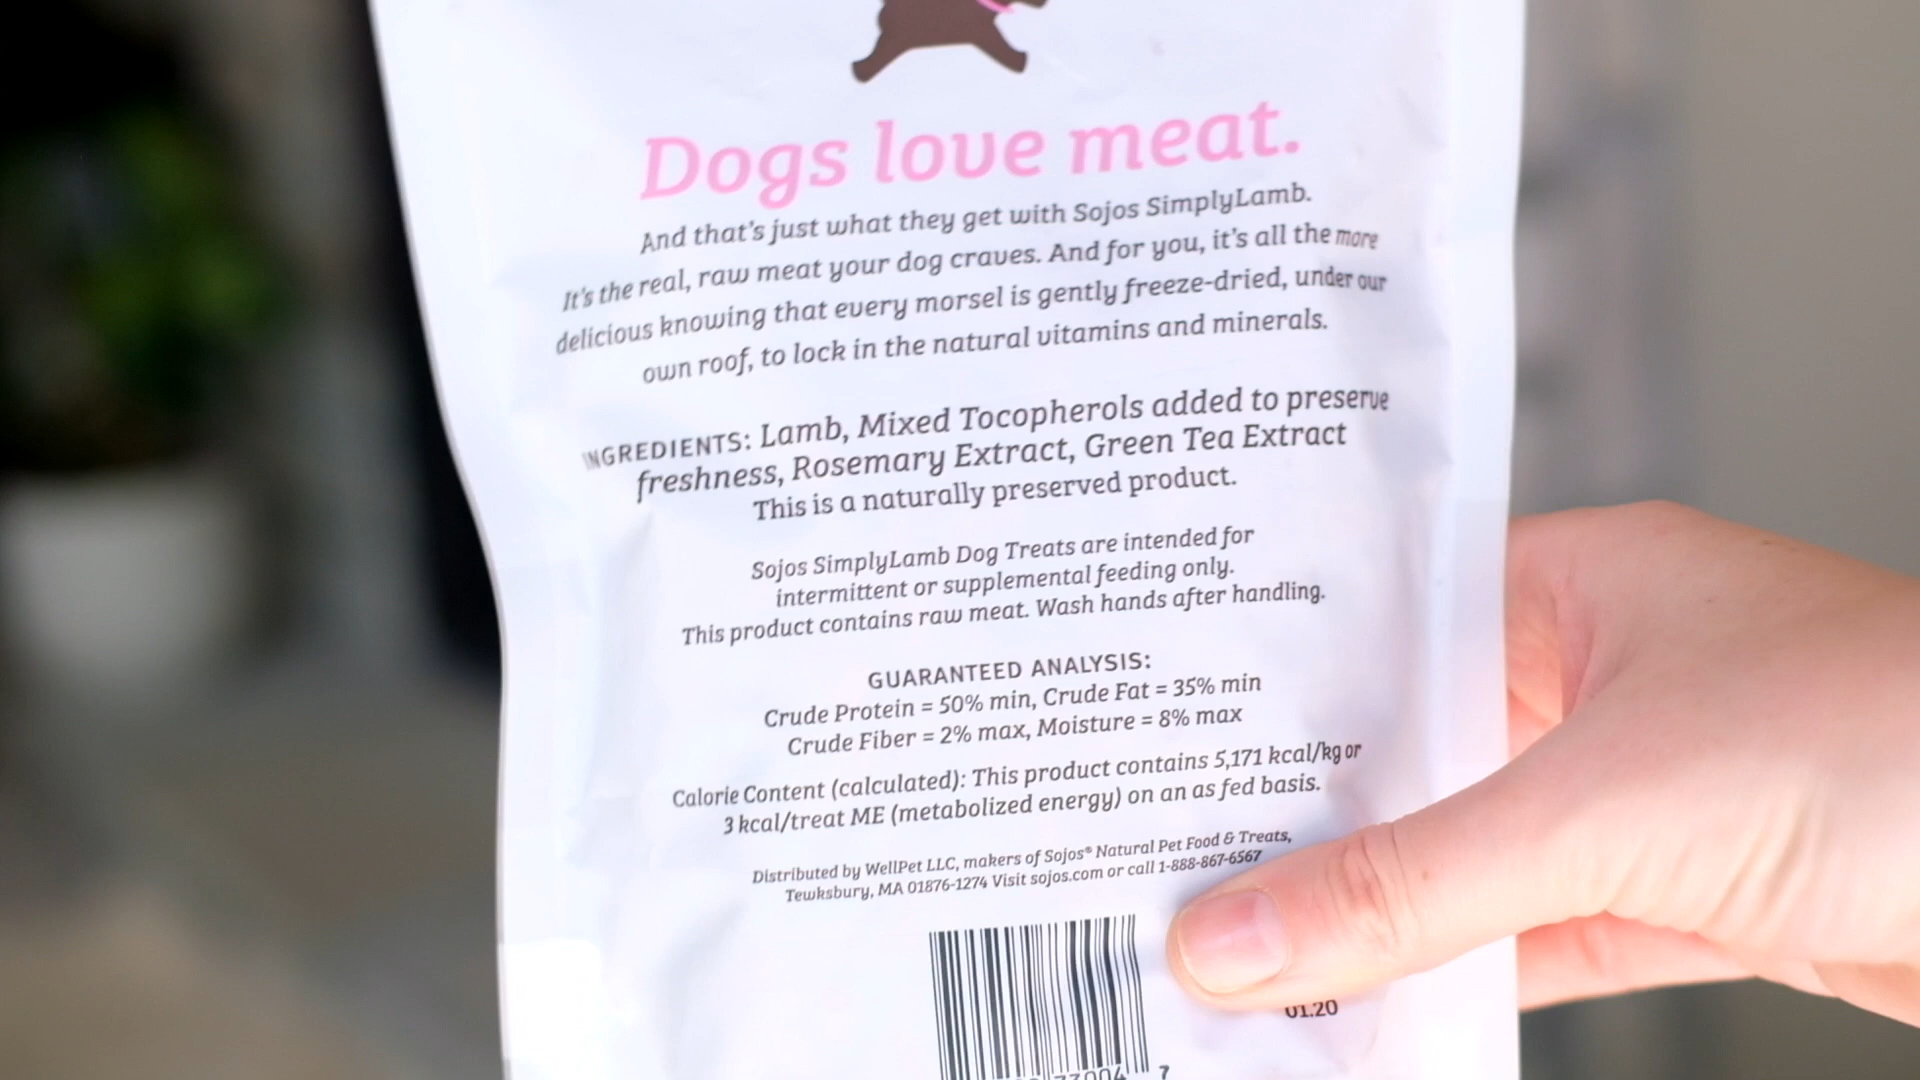 Dogs love meat.
And that's just what they get with Sojos SimplyLamb.
It's the real, raw meat your dog craves. And for you, it's all the more
delicious knowing that every morsel is gently freeze-dried, under our
own roof, to lock in the natural vitamins and minerals.
INGREDIENTS: Lamb, Mixed Tocopherols added to preserve
freshness, Rosemary Extract, Green Tea Extract
This is a naturally preserved product.
Sojos SimplyLamb Dog Treats are intended for
intermittent or supplemental feeding only.
This product contains raw meat. Wash hands after handling.
GUARANTEED ANALYSIS:
Crude Protein = 50% min, Crude Fat = 35% min
Crude Fiber = 2% max, Moisture = 8% max
Calorie Content (calculated): This product contains 5,171 kcal/kg or
3 kcal/treat ME (metabolized energy) on an as fed basis.
Distributed by WellPet LLC, makers of Sojos® Natural Pet Food & Treats,
Tewksbury, MA 01876-1274 Visit sojos.com or call 1-888-867-6567
01.20
7